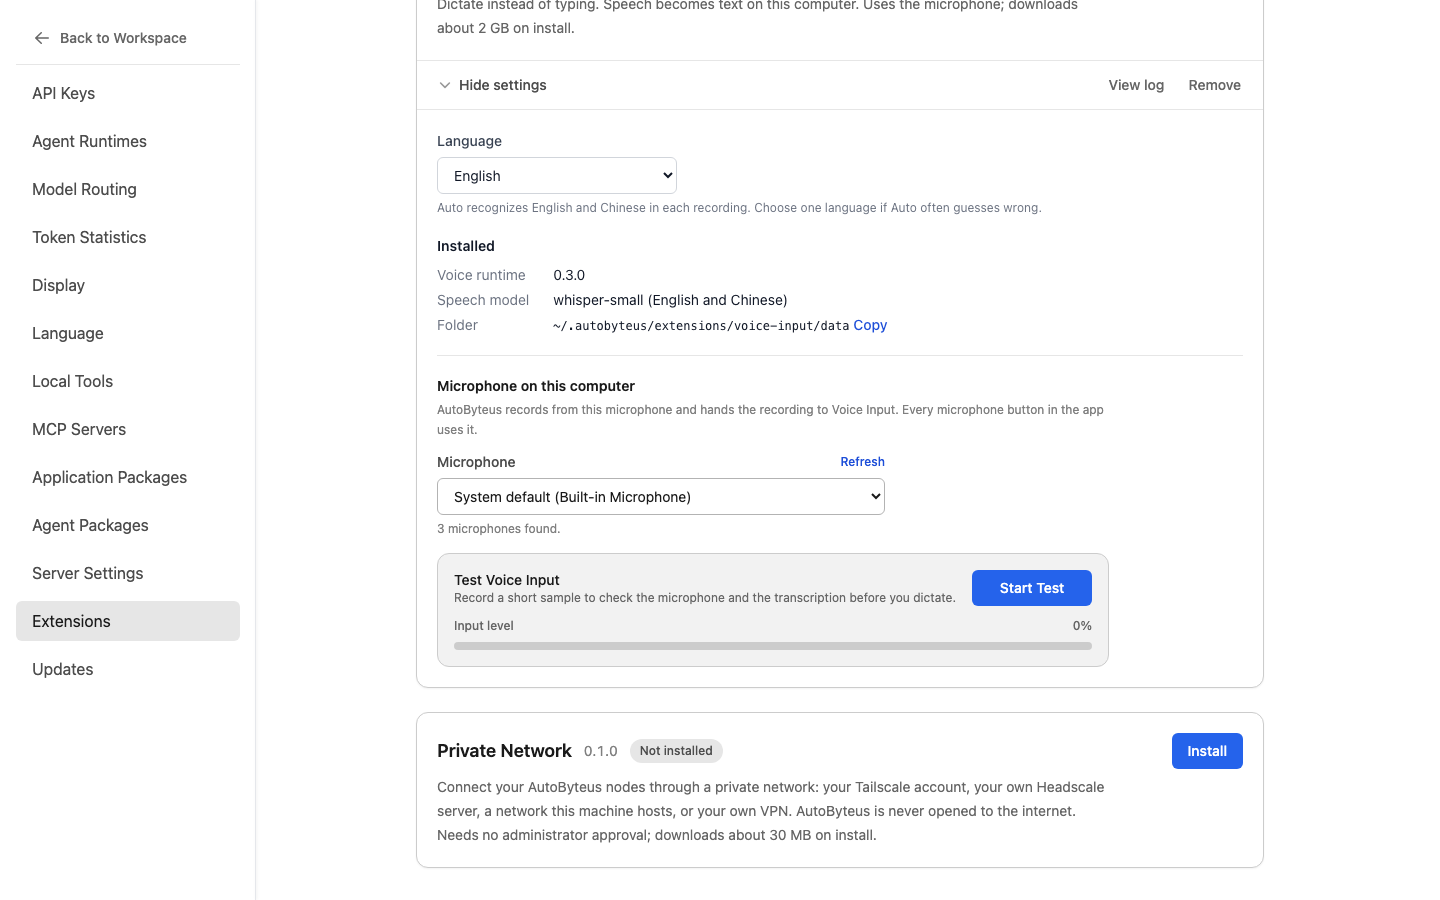 Back to Workspace
API Keys
Agent Runtimes
Model Routing
Token Statistics
Display
Language
Local Tools
MCP Servers
Application Packages
Agent Packages
Server Settings
Extensions
Updates
Dictate instead of typing. Speech becomes text on this computer. Uses the microphone; downloads
about 2 GB on install.
Hide settings
View log
Remove
Language
English
Auto recognizes English and Chinese in each recording. Choose one language if Auto often guesses wrong.
Installed
Voice runtime 0.3.0
Speech model whisper-small (English and Chinese)
Folder ~/.autobyteus/extensions/voice-input/data Copy
Microphone on this computer
AutoByteus records from this microphone and hands the recording to Voice Input. Every microphone button in the app
uses it.
Microphone Refresh
System default (Built-in Microphone)
3 microphones found.
Test Voice Input
Record a short sample to check the microphone and the transcription before you dictate.
Start Test
Input level 0%
Private Network 0.1.0 Not installed
Install
Connect your AutoByteus nodes through a private network: your Tailscale account, your own Headscale
server, a network this machine hosts, or your own VPN. AutoByteus is never opened to the internet.
Needs no administrator approval; downloads about 30 MB on install.